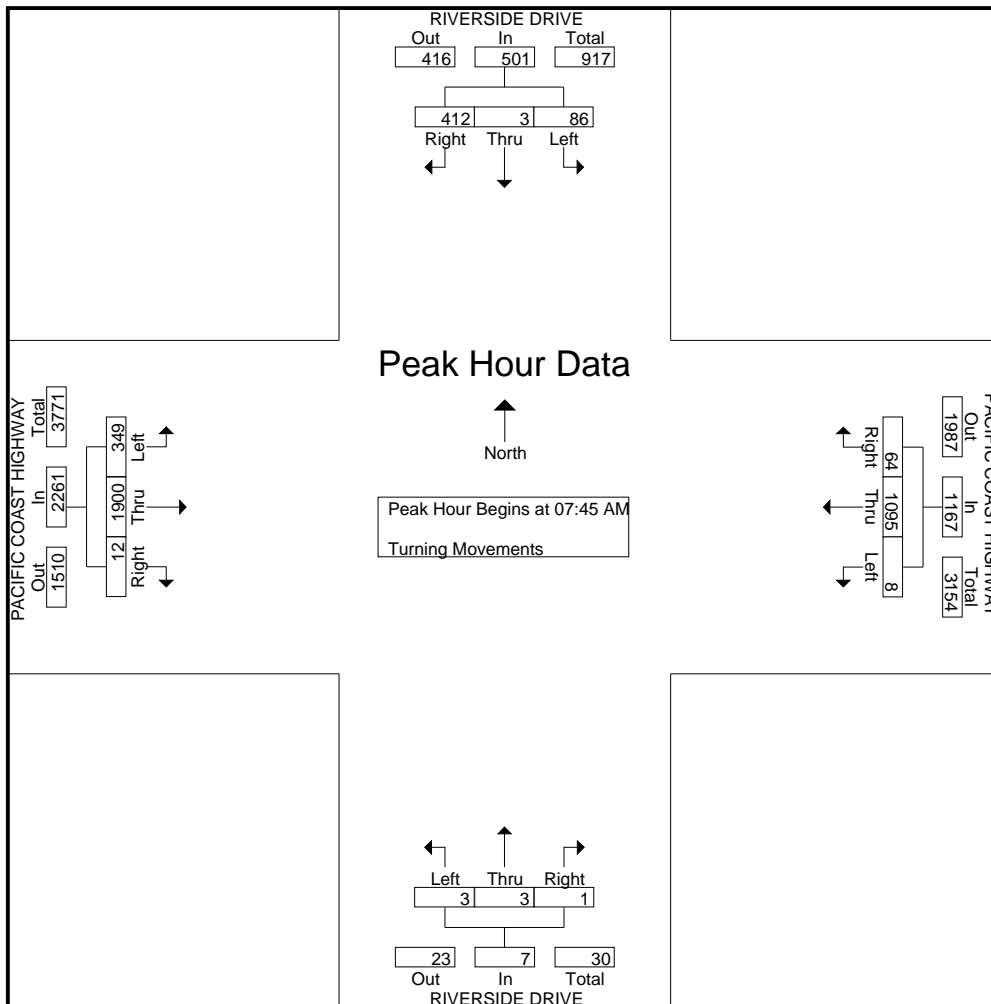 RIVERSIDE DRIVE
Out In Total
416 501 917
412 3 86
Right Thru Left
Peak Hour Data
North
Peak Hour Begins at 07:45 AM
Turning Movements
PACIFIC COAST HIGHWAY
Out In Total
1510 2261 3771
12 1900 349
Right Thru Left
PACIFIC COAST HIGHWAY
Out In Total
1987 1167 3154
64 1095 8
Right Thru Left
Left Thru Right
3 3 1
23 7 30
Out In Total
RIVERSIDE DRIVE